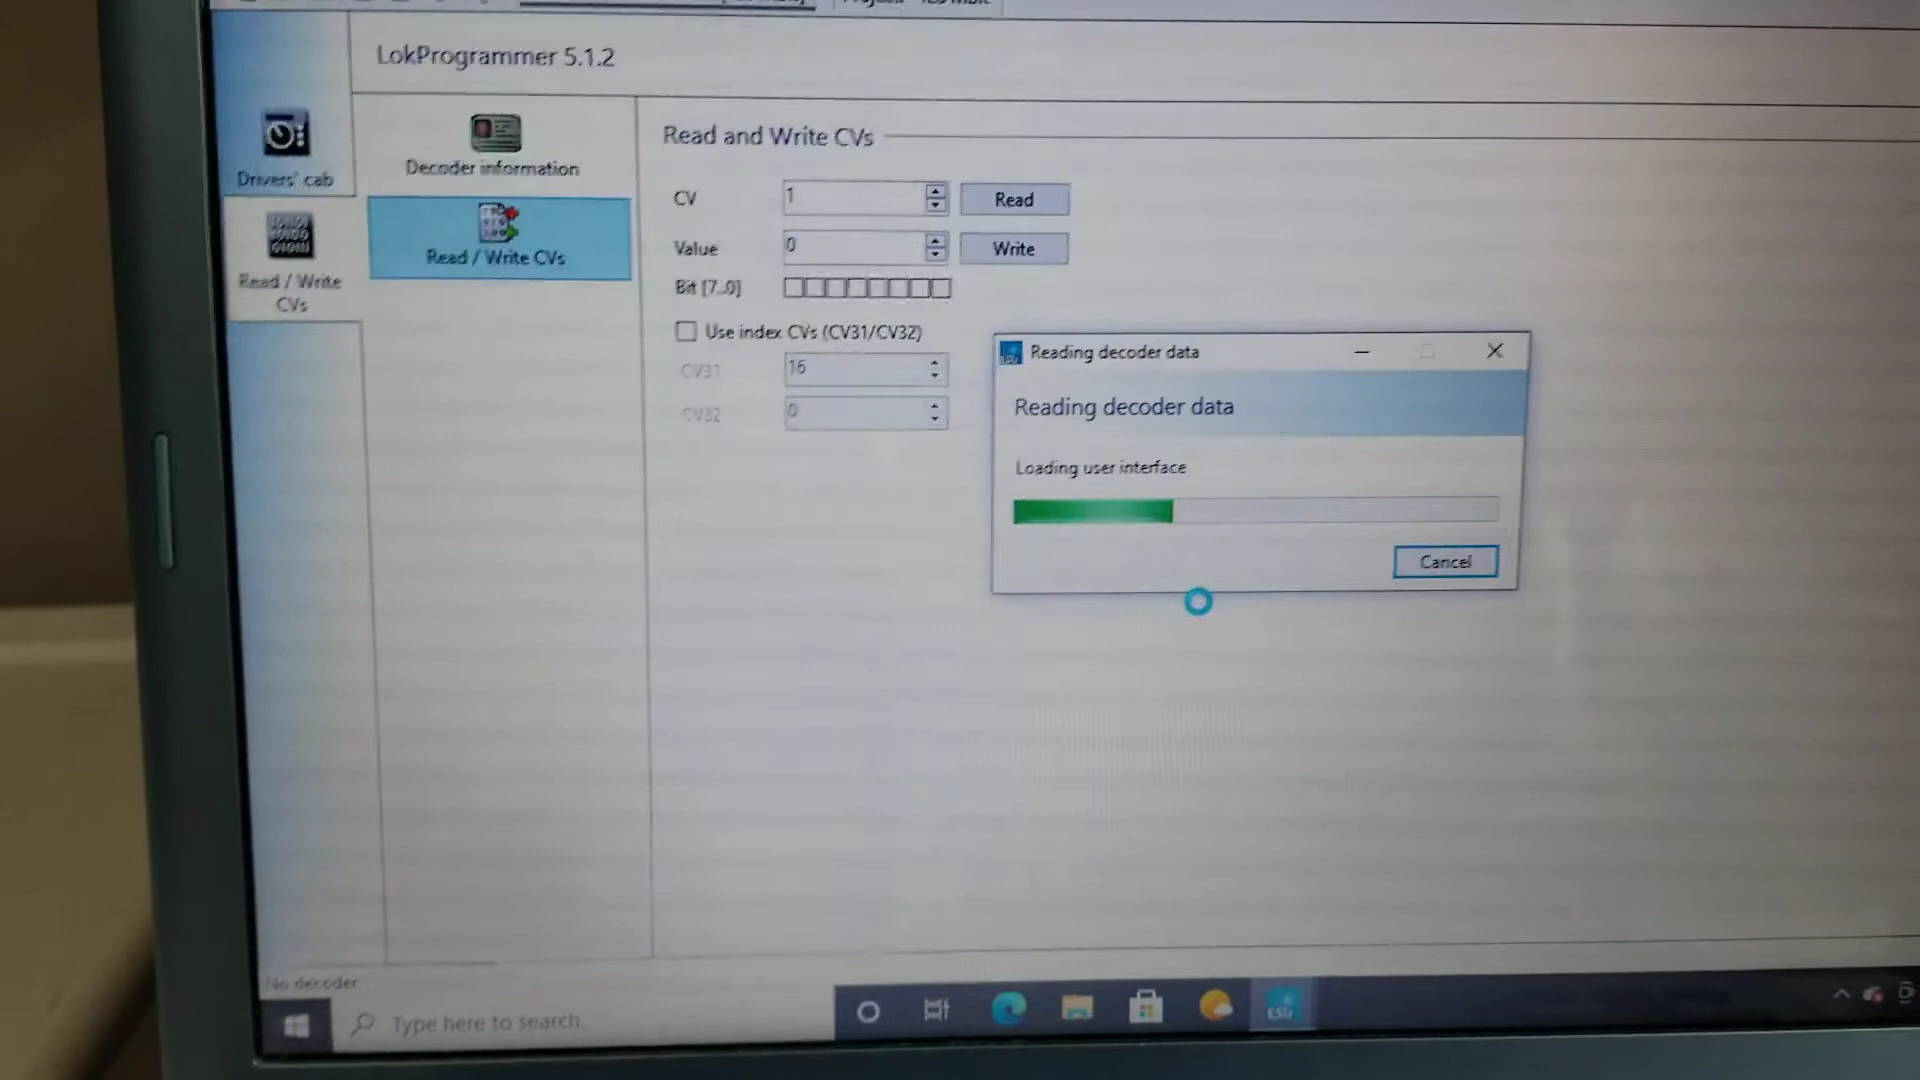 LokProgrammer 5.1.2
Drivers' cab
Read / Write
CVs
Decoder information
Read / Write CVs
Read and Write CVs
CV
1
Read
Value
0
Write
Bit [7..0]
Use index CVs (CV31/CV32)
CV31
16
CV32
0
Reading decoder data
Reading decoder data
Loading user interface
Cancel
No decoder
Type here to search
ESU